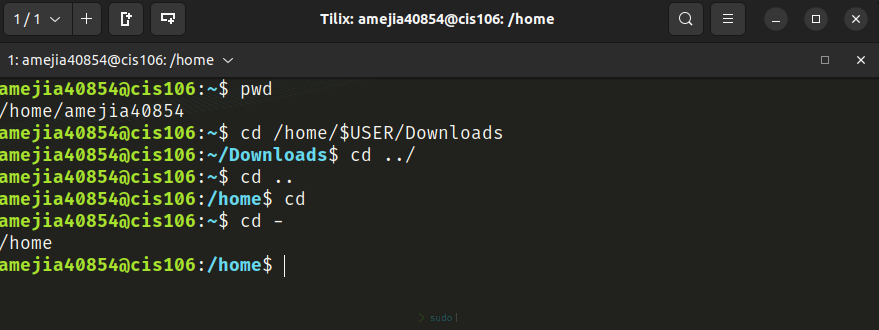 1 / 1
Tilix: amejia40854@cis106: /home
1: amejia40854@cis106: /home
amejia40854@cis106:~$ pwd
/home/amejia40854
amejia40854@cis106:~$ cd /home/$USER/Downloads
amejia40854@cis106:~/Downloads$ cd ../
amejia40854@cis106:~$ cd ..
amejia40854@cis106:/home$ cd
amejia40854@cis106:~$ cd -
/home
amejia40854@cis106:/home$
> sudo |